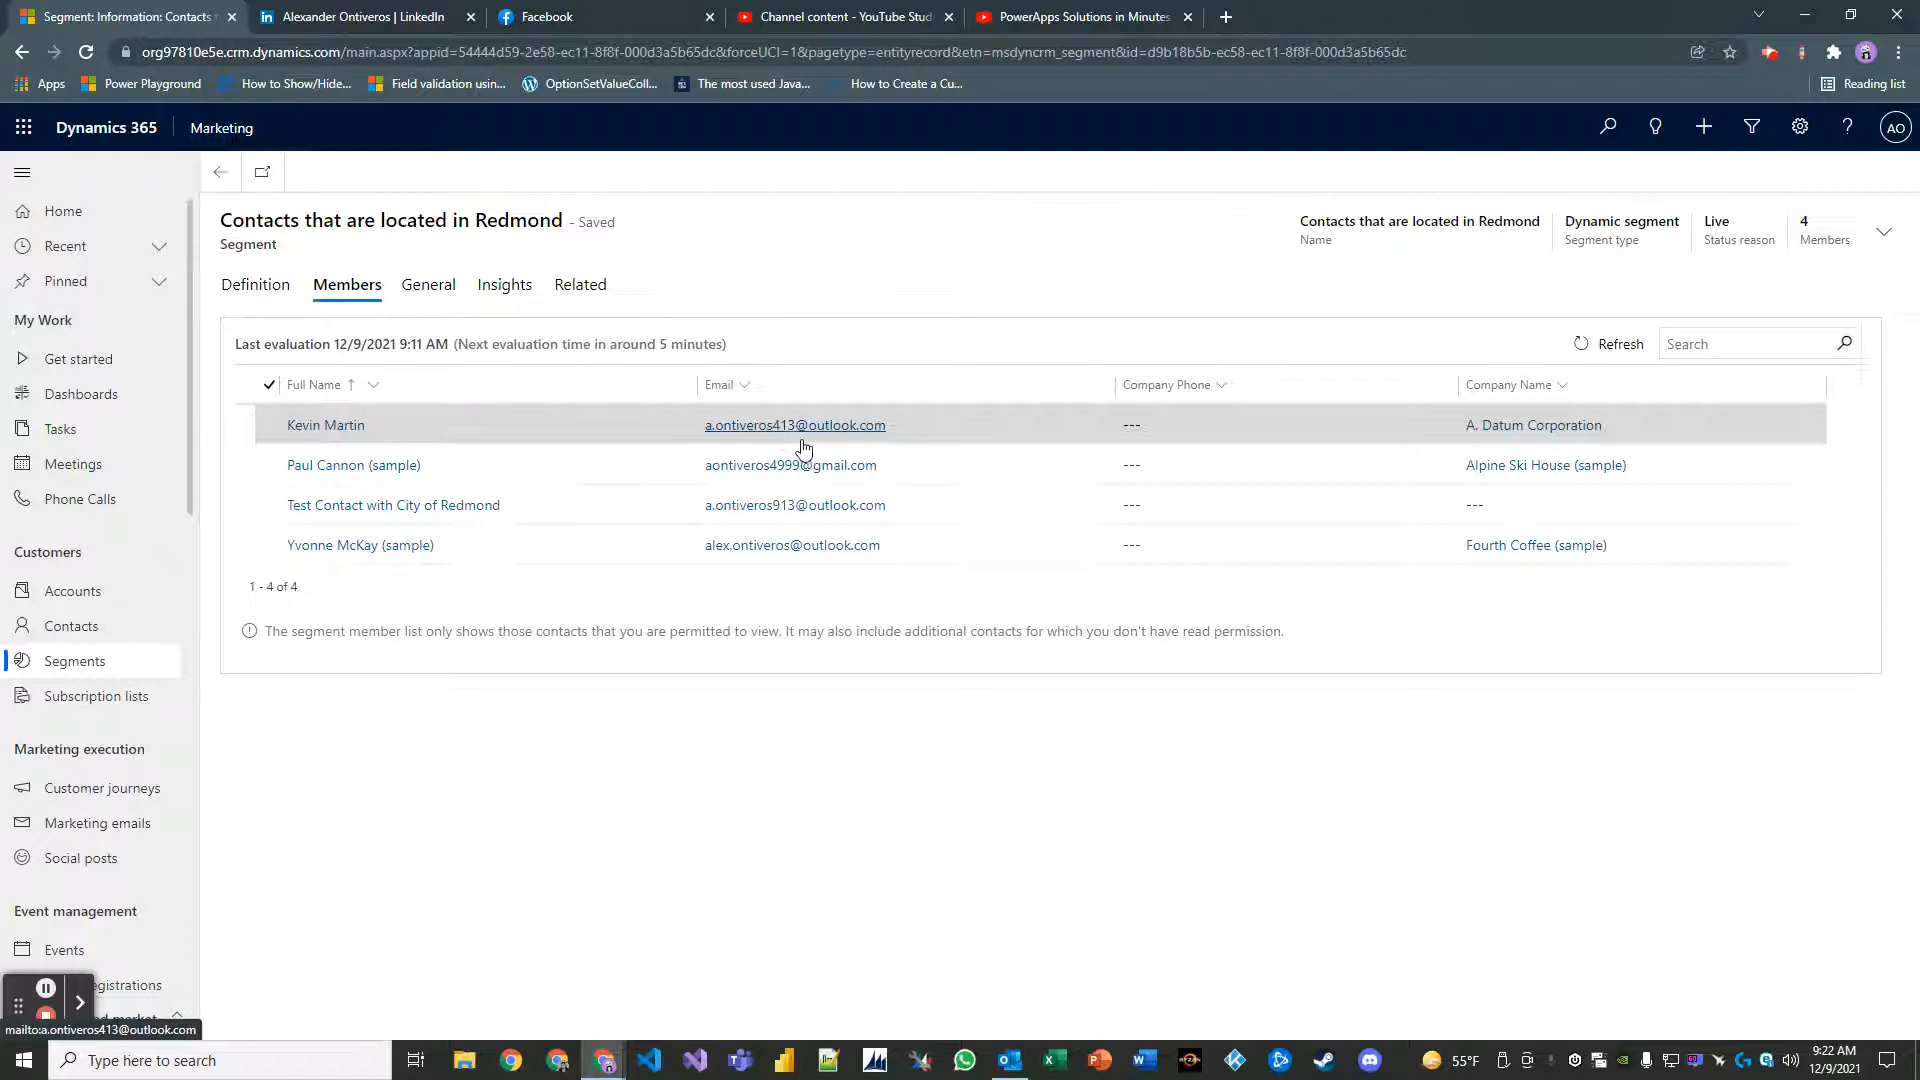 Segment: Information: Contacts t
Alexander Ontiveros | LinkedIn
Facebook
Channel content - YouTube Stud
PowerApps Solutions in Minutes
org97810e5e.crm.dynamics.com/main.aspx?appid=54444d59-2e58-ec11-8f8f-000d3a5b65dc&forceUCI=1&pagetype=entityrecord&etn=msdyncrm_segment&id=d9b18b5b-ec58-ec11-8f8f-000d3a5b65dc
Apps
Power Playground
How to Show/Hide...
Field validation usin...
OptionSetValueColl...
The most used Java...
How to Create a Cu...
Reading list
Dynamics 365
Marketing
AO
Home
Recent
Pinned
My Work
Get started
Dashboards
Tasks
Meetings
Phone Calls
Customers
Accounts
Contacts
Segments
Subscription lists
Marketing execution
Customer journeys
Marketing emails
Social posts
Event management
Events
egistrations
mailto:a.ontiveros413@outlook.com
Contacts that are located in Redmond - Saved
Segment
Contacts that are located in Redmond
Name
Dynamic segment
Segment type
Live
Status reason
4
Members
Definition
Members
General
Insights
Related
Last evaluation 12/9/2021 9:11 AM (Next evaluation time in around 5 minutes)
Refresh
Search
Full Name
Email
Company Phone
Company Name
Kevin Martin a.ontiveros413@outlook.com --- A. Datum Corporation
Paul Cannon (sample) aontiveros4999@gmail.com --- Alpine Ski House (sample)
Test Contact with City of Redmond a.ontiveros913@outlook.com --- ---
Yvonne McKay (sample) alex.ontiveros@outlook.com --- Fourth Coffee (sample)
1 - 4 of 4
The segment member list only shows those contacts that you are permitted to view. It may also include additional contacts for which you don't have read permission.
Type here to search
55°F
9:22 AM
12/9/2021